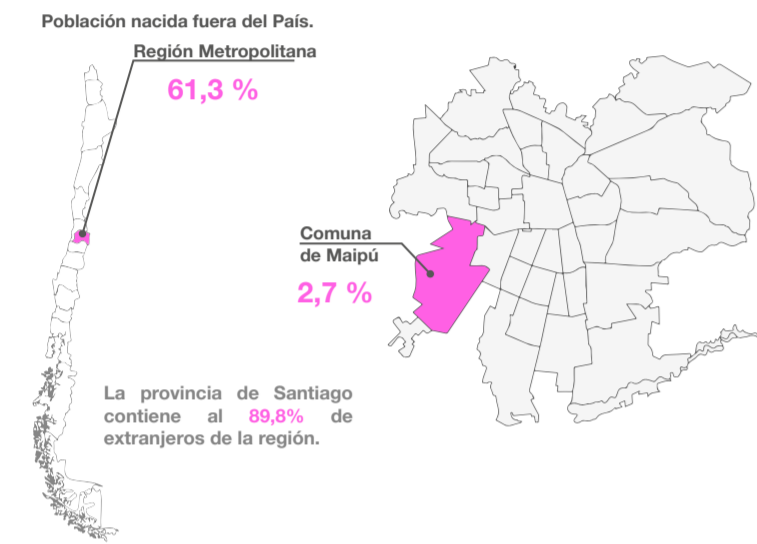 Población nacida fuera del País.
Región Metropolitana
61,3 %
Comuna
de Maipú
2,7 %
La provincia de Santiago
contiene al 89,8% de
extranjeros de la región.